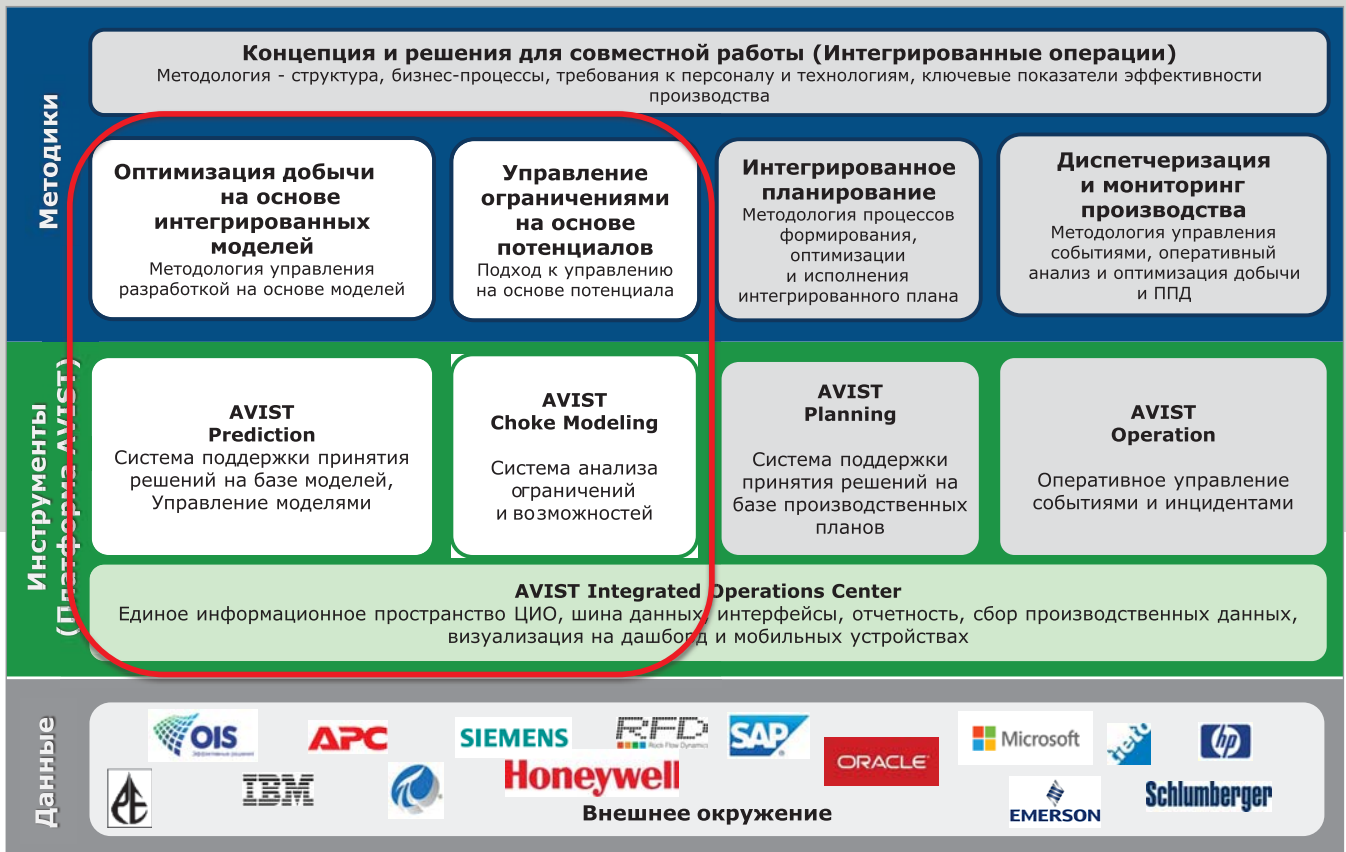 Концепция и решения для совместной работы (Интегрированные операции)
Методология - структура, бизнес-процессы, требования к персоналу и технологиям, ключевые показатели эффективности
производства
Методики
Оптимизация добычи
на основе
интегрированных
моделей
Методология управления
разработкой на основе моделей
Управление
ограничениями
на основе
потенциалов
Подход к управлению
на основе потенциала
Интегрированное
планирование
Методология процессов
формирования,
оптимизации
и исполнения
интегрированного плана
Диспетчеризация
и мониторинг
производства
Методология управления
событиями, оперативный
анализ и оптимизация добычи
и ППД
Инструменты
(Платформа AVIST)
AVIST
Prediction
Система поддержки принятия
решений на базе моделей,
Управление моделями
AVIST
Choke Modeling
Система анализа
ограничений
и возможностей
AVIST
Planning
Система поддержки
принятия решений на
базе производственных
планов
AVIST
Operation
Оперативное управление
событиями и инцидентами
AVIST Integrated Operations Center
Единое информационное пространство ЦИО, шина данных, интерфейсы, отчетность, сбор производственных данных,
визуализация на дашборд и мобильных устройствах
Данные
OIS
Эффективные решения
APC
SIEMENS
RFD
Rock Flow Dynamics
SAP
ORACLE
Microsoft
hp
IBM
Honeywell
EMERSON
Schlumberger
Внешнее окружение